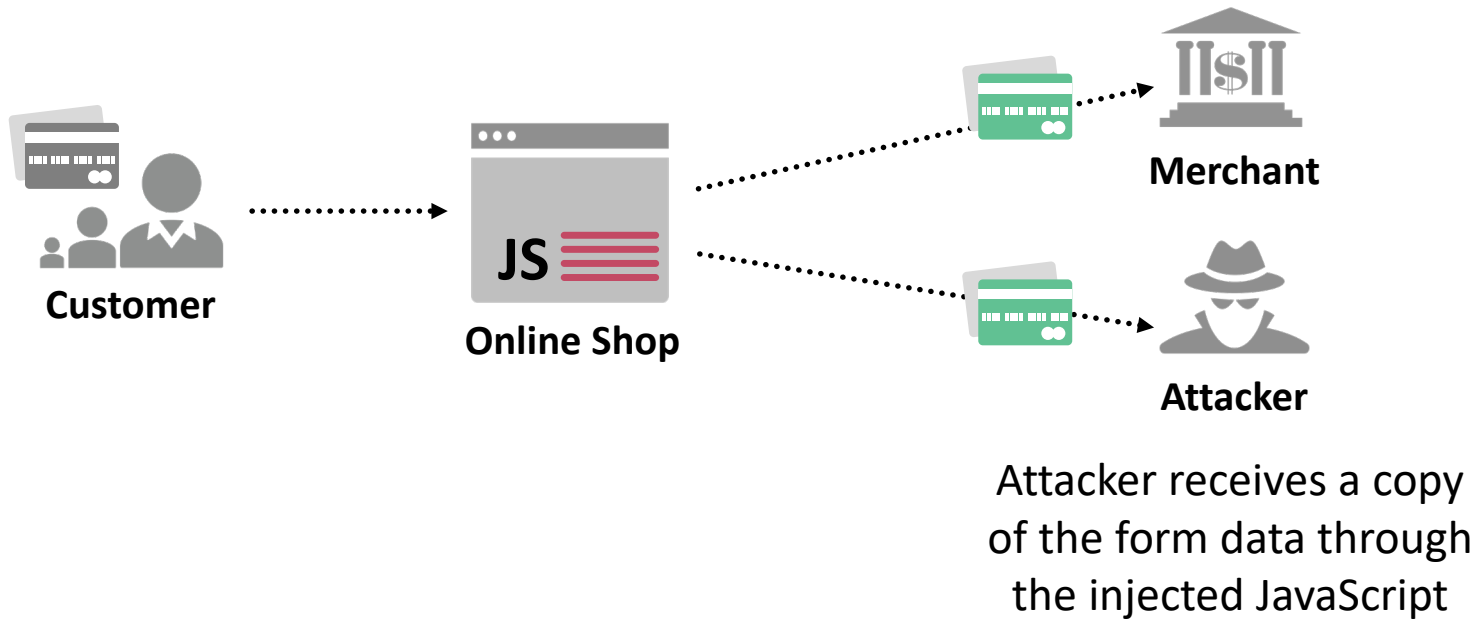 Merchant
JS
Customer
Online Shop
Attacker
Attacker receives a copy
of the form data through
the injected JavaScript